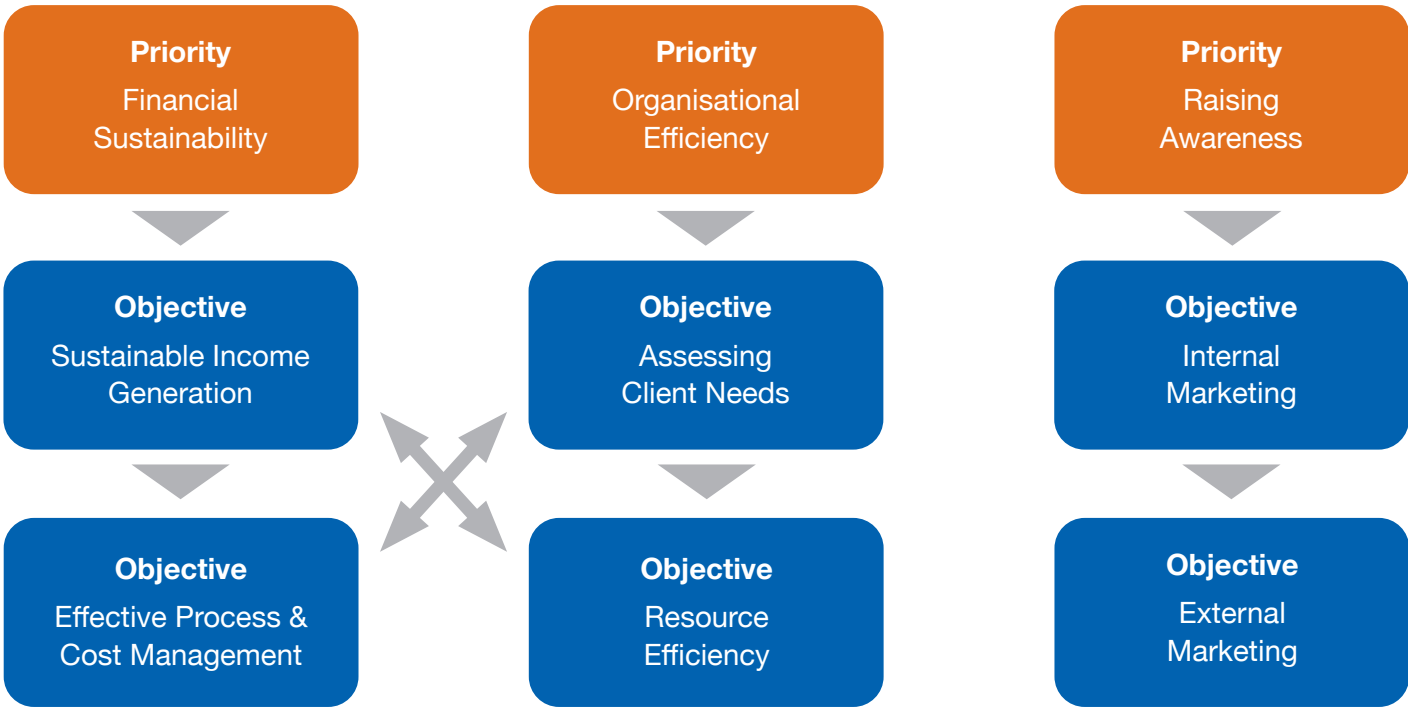 Priority
Financial
Sustainability
Priority
Organisational
Efficiency
Priority
Raising
Awareness
Objective
Sustainable Income
Generation
Objective
Assessing
Client Needs
Objective
Internal
Marketing
Objective
Effective Process &
Cost Management
Objective
Resource
Efficiency
Objective
External
Marketing